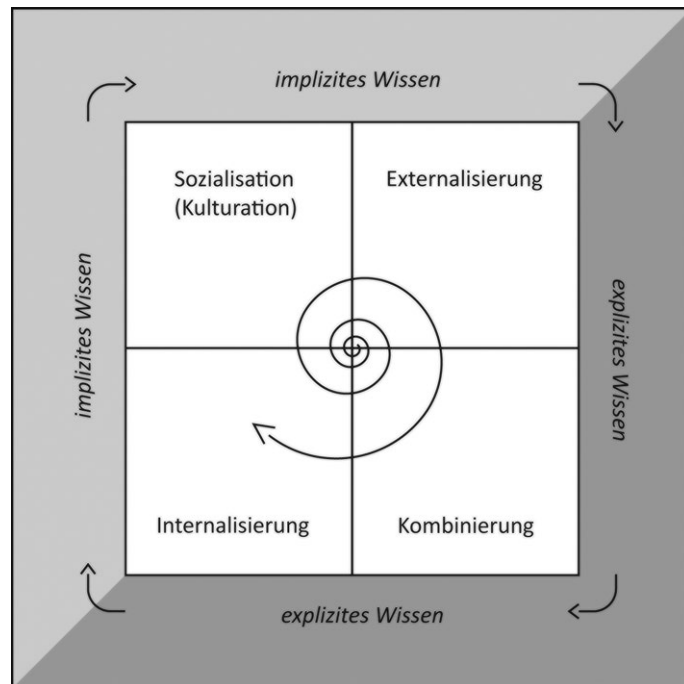 implizites Wissen
Sozialisation
(Kulturation)
Externalisierung
implizites Wissen
explizites Wissen
Internalisierung
Kombinierung
explizites Wissen